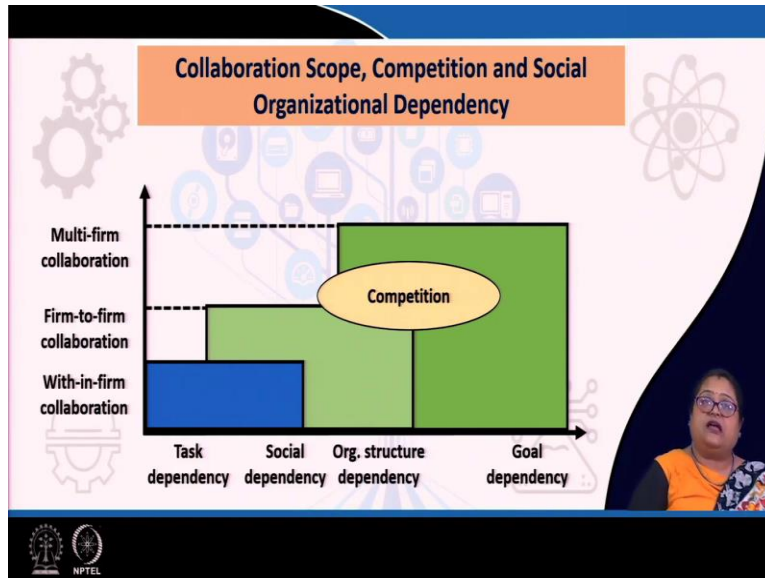 Collaboration Scope, Competition and Social
Organizational Dependency
Multi-firm
collaboration
Competition
Firm-to-firm
collaboration
With-in-firm
collaboration
Task
dependency
Social
dependency
Org. structure
dependency
Goal
dependency
NPTEL